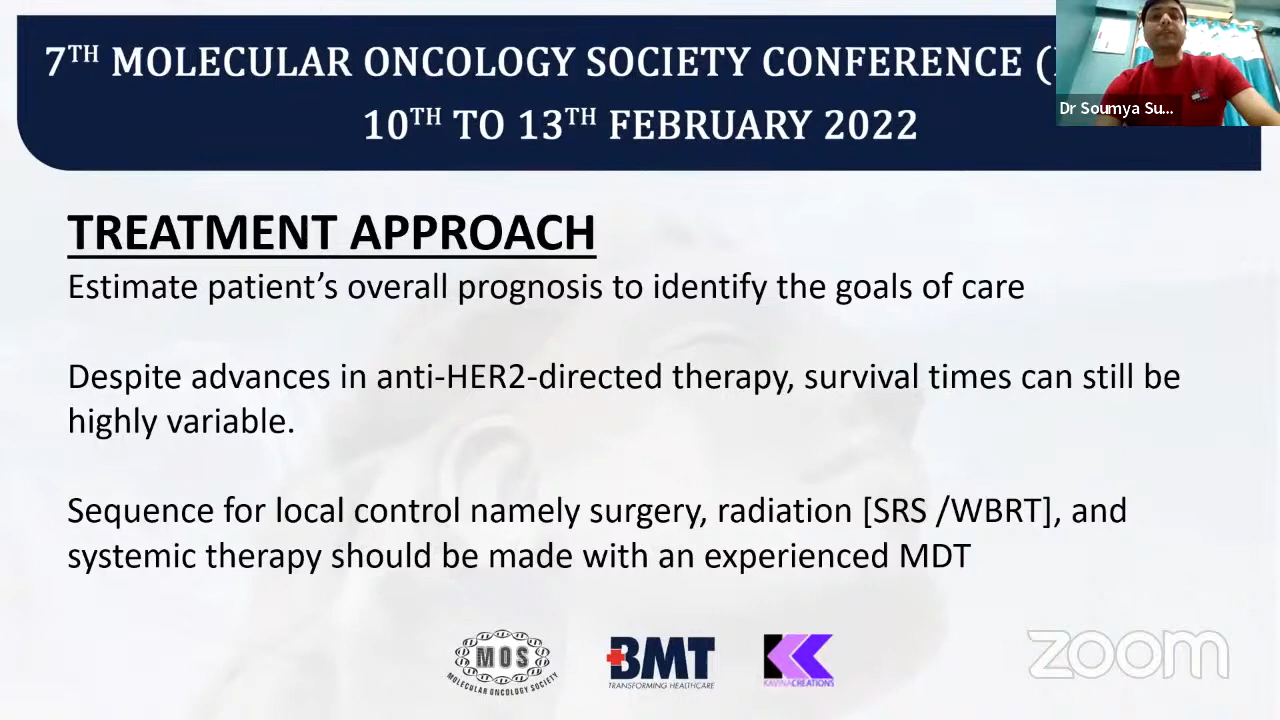 7TH MOLECULAR ONCOLOGY SOCIETY CONFERENCE (
10TH TO 13TH FEBRUARY 2022
Dr Soumya Su...
TREATMENT APPROACH
Estimate patient’s overall prognosis to identify the goals of care
Despite advances in anti-HER2-directed therapy, survival times can still be
highly variable.
Sequence for local control namely surgery, radiation [SRS /WBRT], and
systemic therapy should be made with an experienced MDT
MOS
MOLECULAR ONCOLOGY SOCIETY
BMT
TRANSFORMING HEALTHCARE
KAVINACREATIONS
zoom